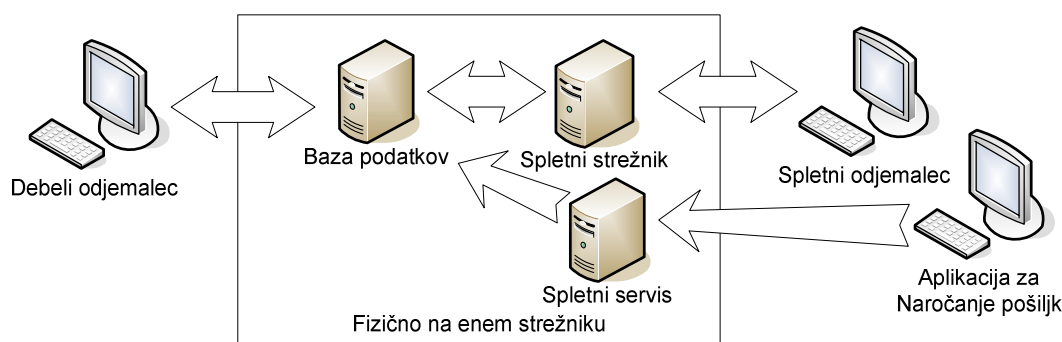 Debeli odjemalec
Baza podatkov
Spletni strežnik
Spletni odjemalec
Spletni servis
Aplikacija za
Naročanje pošiljk
Fizično na enem strežniku